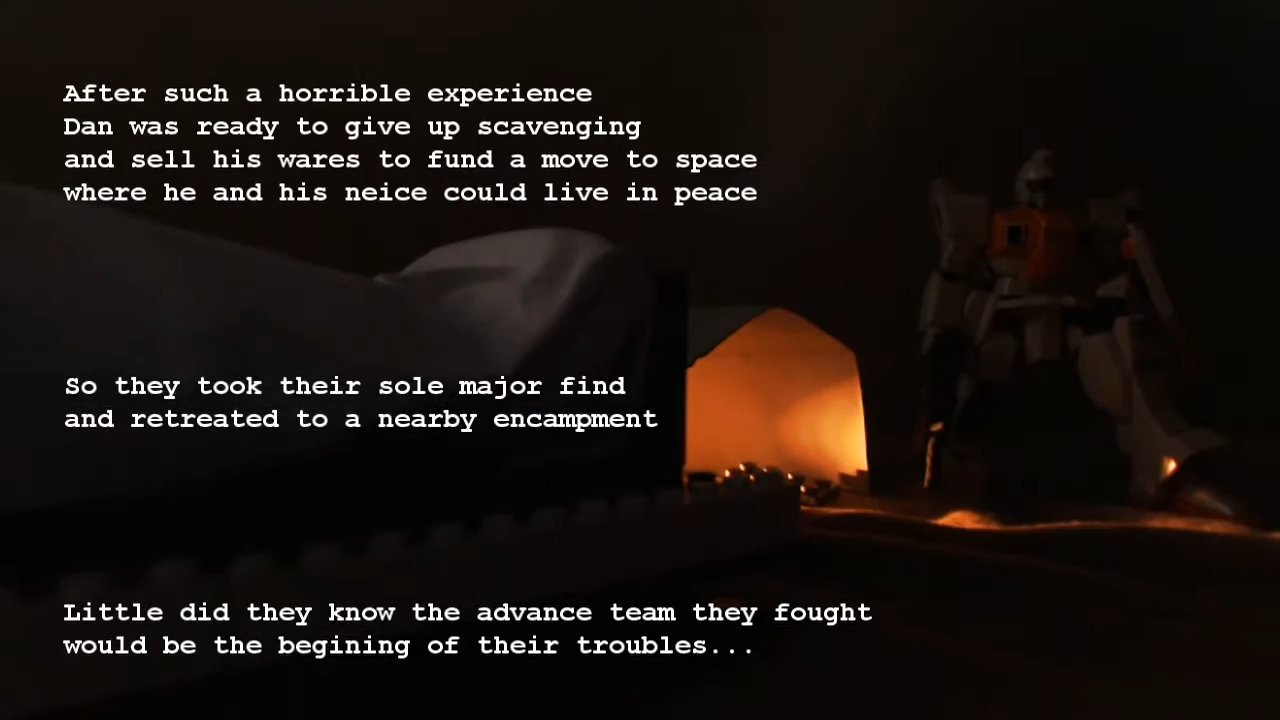 After such a horrible experience
Dan was ready to give up scavenging
and sell his wares to fund a move to space
where he and his neice could live in peace
So they took their sole major find
and retreated to a nearby encampment
Little did they know the advance team they fought
would be the begining of their troubles...